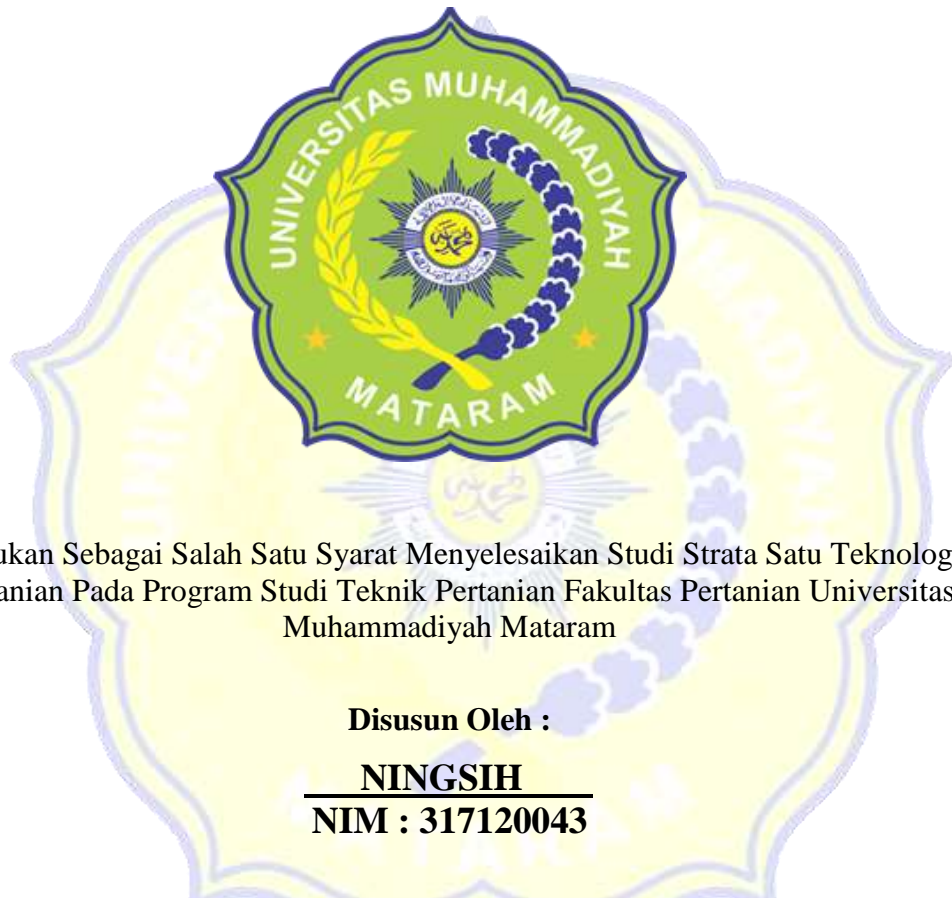 UNIVERSITAS MUHAMMADIYAH
MATARAM
ukan Sebagai Salah Satu Syarat Menyelesaikan Studi Strata Satu Teknolog
anian Pada Program Studi Teknik Pertanian Fakultas Pertanian Universitas
Muhammadiyah Mataram
Disusun Oleh :
NINGSIH
NIM : 317120043